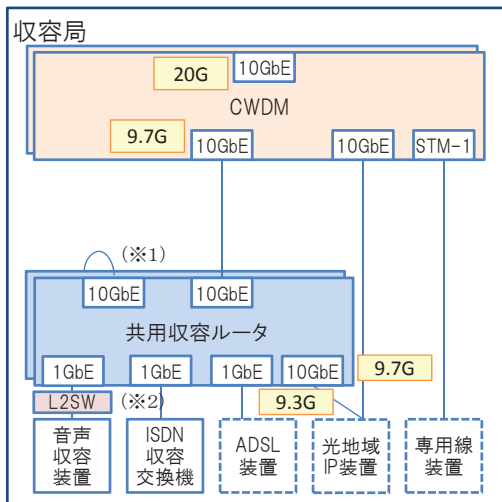 収容局
20G
10GbE
CWDM
9.7G
10GbE
10GbE
STM-1
(※1)
10GbE
10GbE
共用収容ルータ
1GbE
1GbE
1GbE
10GbE
9.7G
L2SW
(※2)
9.3G
音声
収容
装置
ISDN
収容
交換機
ADSL
装置
光地域
IP装置
専用線
装置